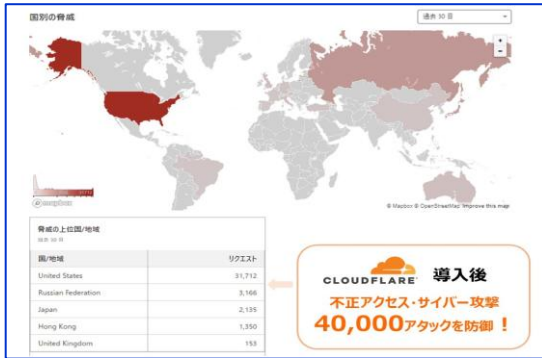 国別の脅威
過去 30 日
+
-
mapbox
© Mapbox © OpenStreetMap Improve this map
脅威の上位国/地域
過去 30 日
国/地域 リクエスト
United States 31,712
Russian Federation 3,166
Japan 2,135
Hong Kong 1,350
United Kingdom 153
CLOUDFLARE 導入後
不正アクセス・サイバー攻撃
40,000アタックを防御！